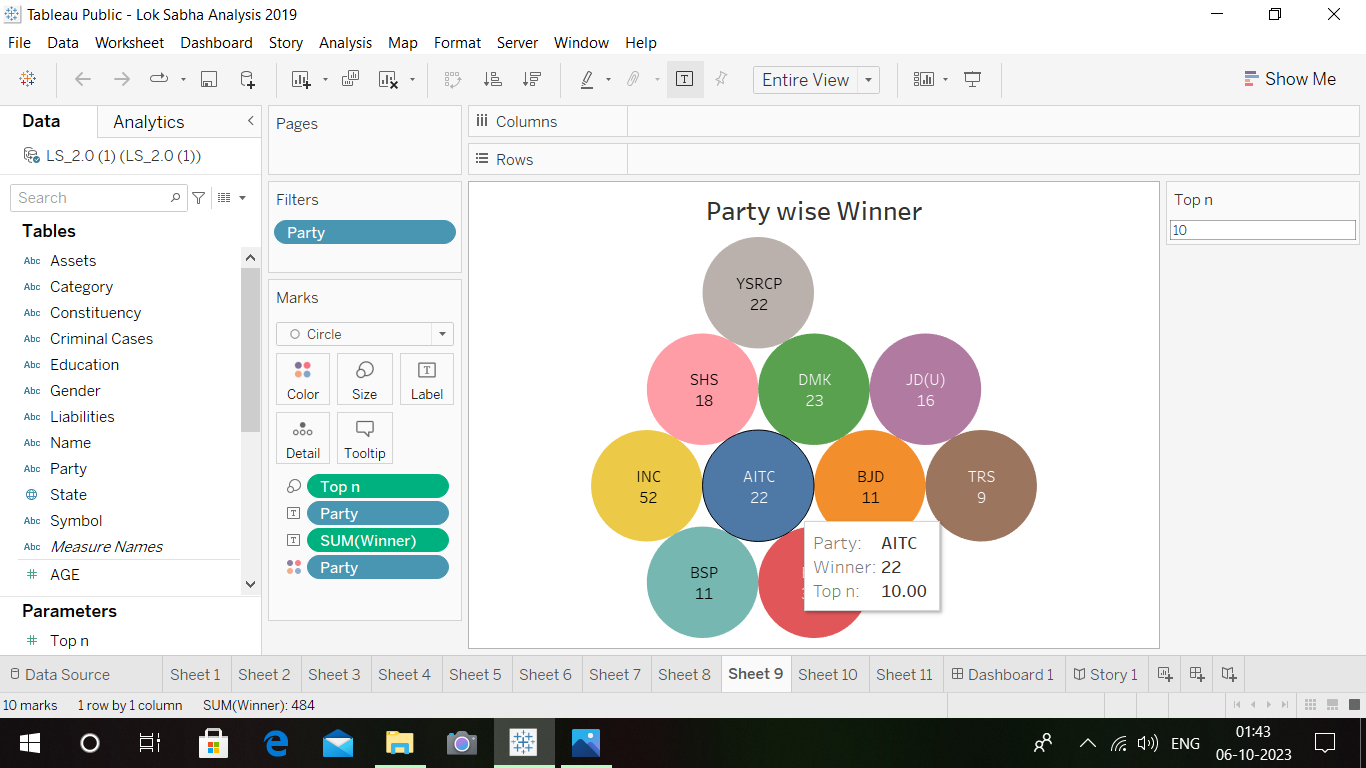 Tableau Public - Lok Sabha Analysis 2019
File Data Worksheet Dashboard Story Analysis Map Format Server Window Help
Entire View
Show Me
Data Analytics
LS_2.0 (1) (LS_2.0 (1))
Search
Tables
Abc Assets
Abc Category
Abc Constituency
Abc Criminal Cases
Abc Education
Abc Gender
Abc Liabilities
Abc Name
Abc Party
State
Abc Symbol
Abc Measure Names
# AGE
Parameters
# Top n
Pages
Filters
Party
Marks
Circle
Color Size Label
Detail Tooltip
Top n
Party
SUM(Winner)
Party
Columns
Rows
Party wise Winner
YSRCP
22
SHS
18
DMK
23
JD(U)
16
INC
52
AITC
22
BJD
11
TRS
9
BSP
11
Party: AITC
Winner: 22
Top n: 10.00
Top n
10
Data Source Sheet 1 Sheet 2 Sheet 3 Sheet 4 Sheet 5 Sheet 6 Sheet 7 Sheet 8 Sheet 9 Sheet 10 Sheet 11 Dashboard 1 Story 1
10 marks 1 row by 1 column SUM(Winner): 484
ENG
01:43
06-10-2023